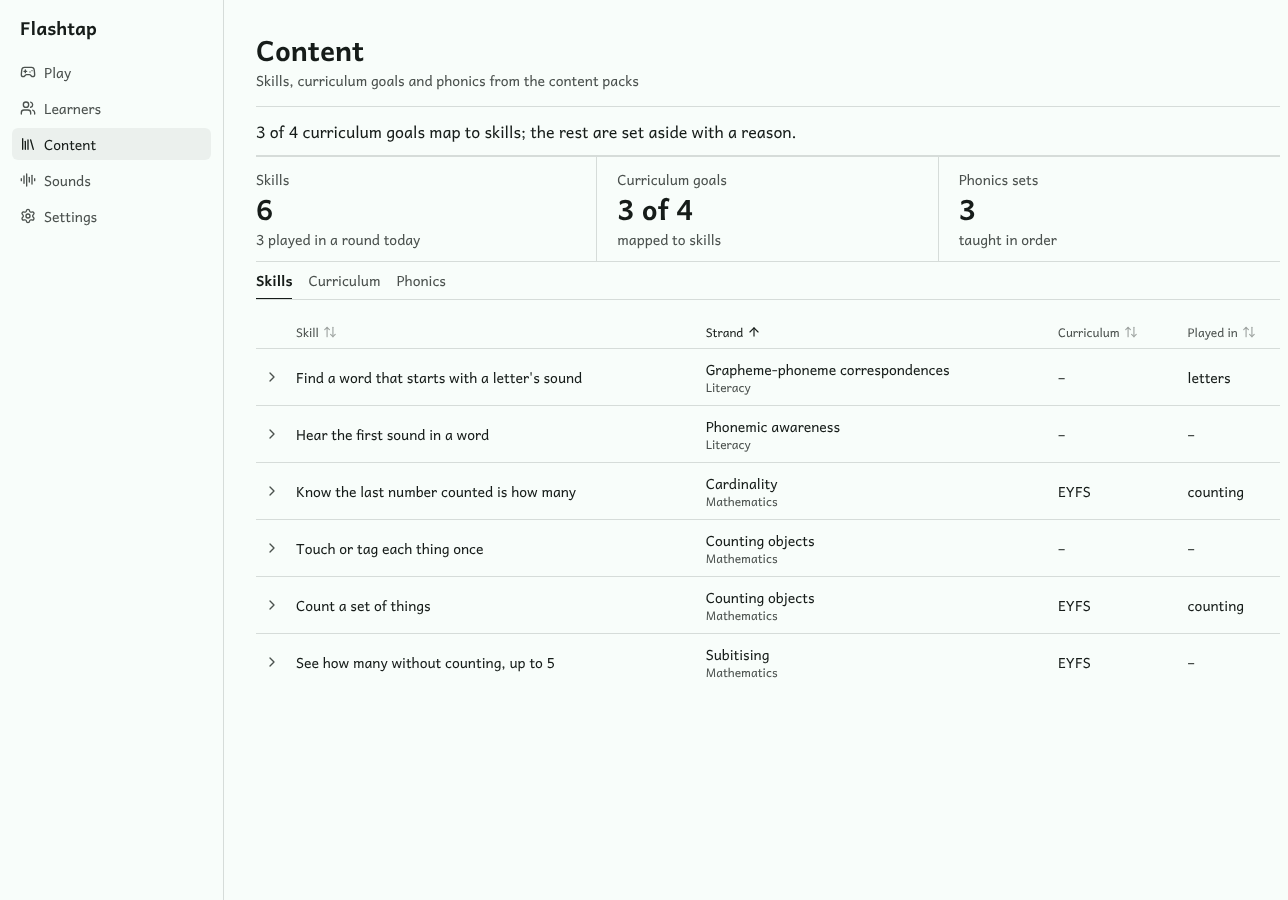 Flashtap
Play
Learners
Content
Sounds
Settings
Content
Skills, curriculum goals and phonics from the content packs
3 of 4 curriculum goals map to skills; the rest are set aside with a reason.
Skills
6
3 played in a round today
Curriculum goals
3 of 4
mapped to skills
Phonics sets
3
taught in order
Skills Curriculum Phonics
Skill Strand Curriculum Played in
Find a word that starts with a letter's sound
Grapheme-phoneme correspondences
Literacy
–
letters
Hear the first sound in a word
Phonemic awareness
Literacy
–
–
Know the last number counted is how many
Cardinality
Mathematics
EYFS
counting
Touch or tag each thing once
Counting objects
Mathematics
–
–
Count a set of things
Counting objects
Mathematics
EYFS
counting
See how many without counting, up to 5
Subitising
Mathematics
EYFS
–